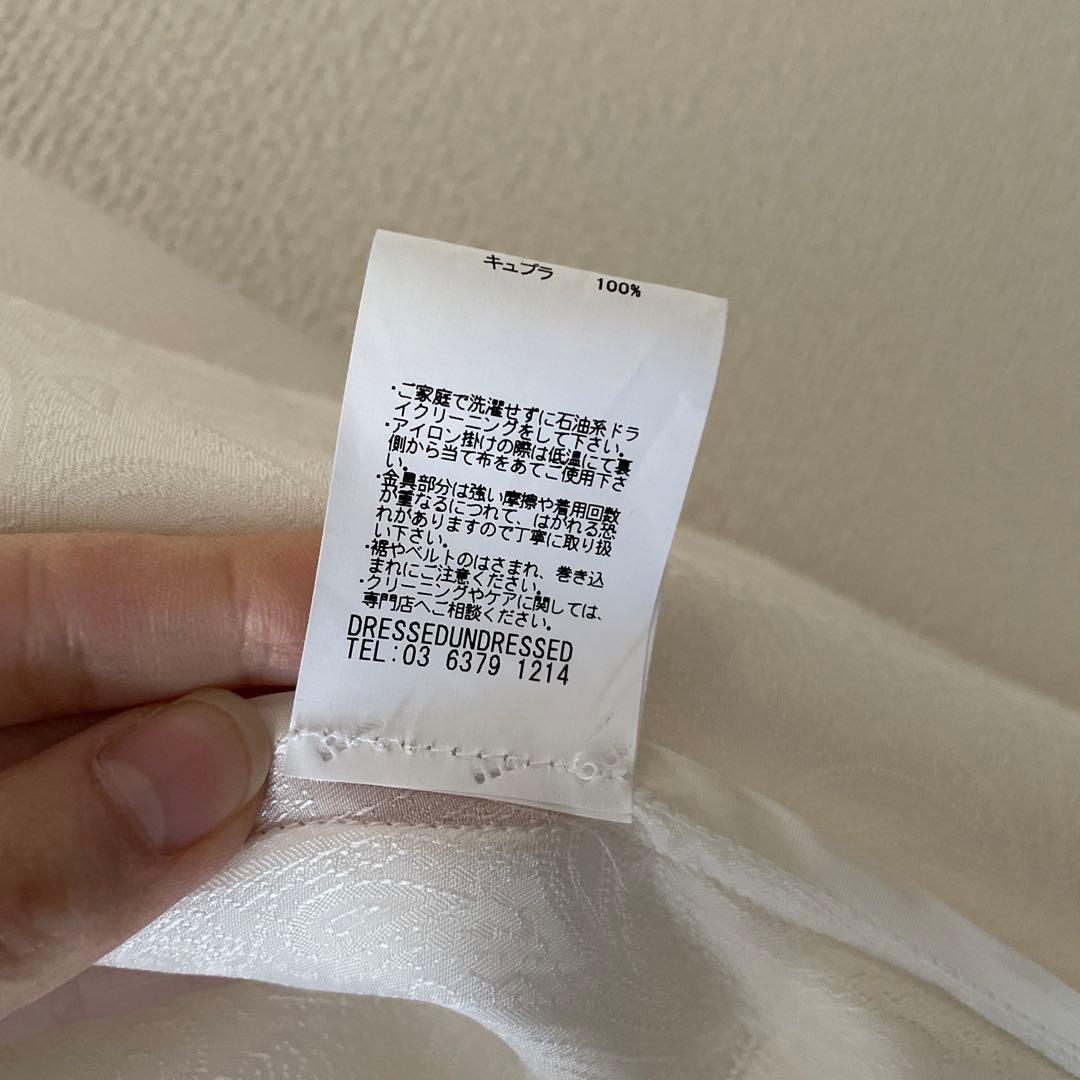 キュプラ 100%
・ご家庭で洗濯せずに石油系ドラ
イクリーニングをして下さい。
・アイロン掛けの際は低温にて裏
側から当て布をあてご使用下さ
い。
・金具部分は強い摩擦や着用回数
が重なるにつれて、はがれる恐
れがありますので丁寧に取り扱
い下さい。
・裾やベルトのはさまれ、巻き込
まれにご注意ください。
・クリーニングやケアに関しては、
専門店へご相談ください。
DRESSEDUNDRESSED
TEL:03 6379 1214